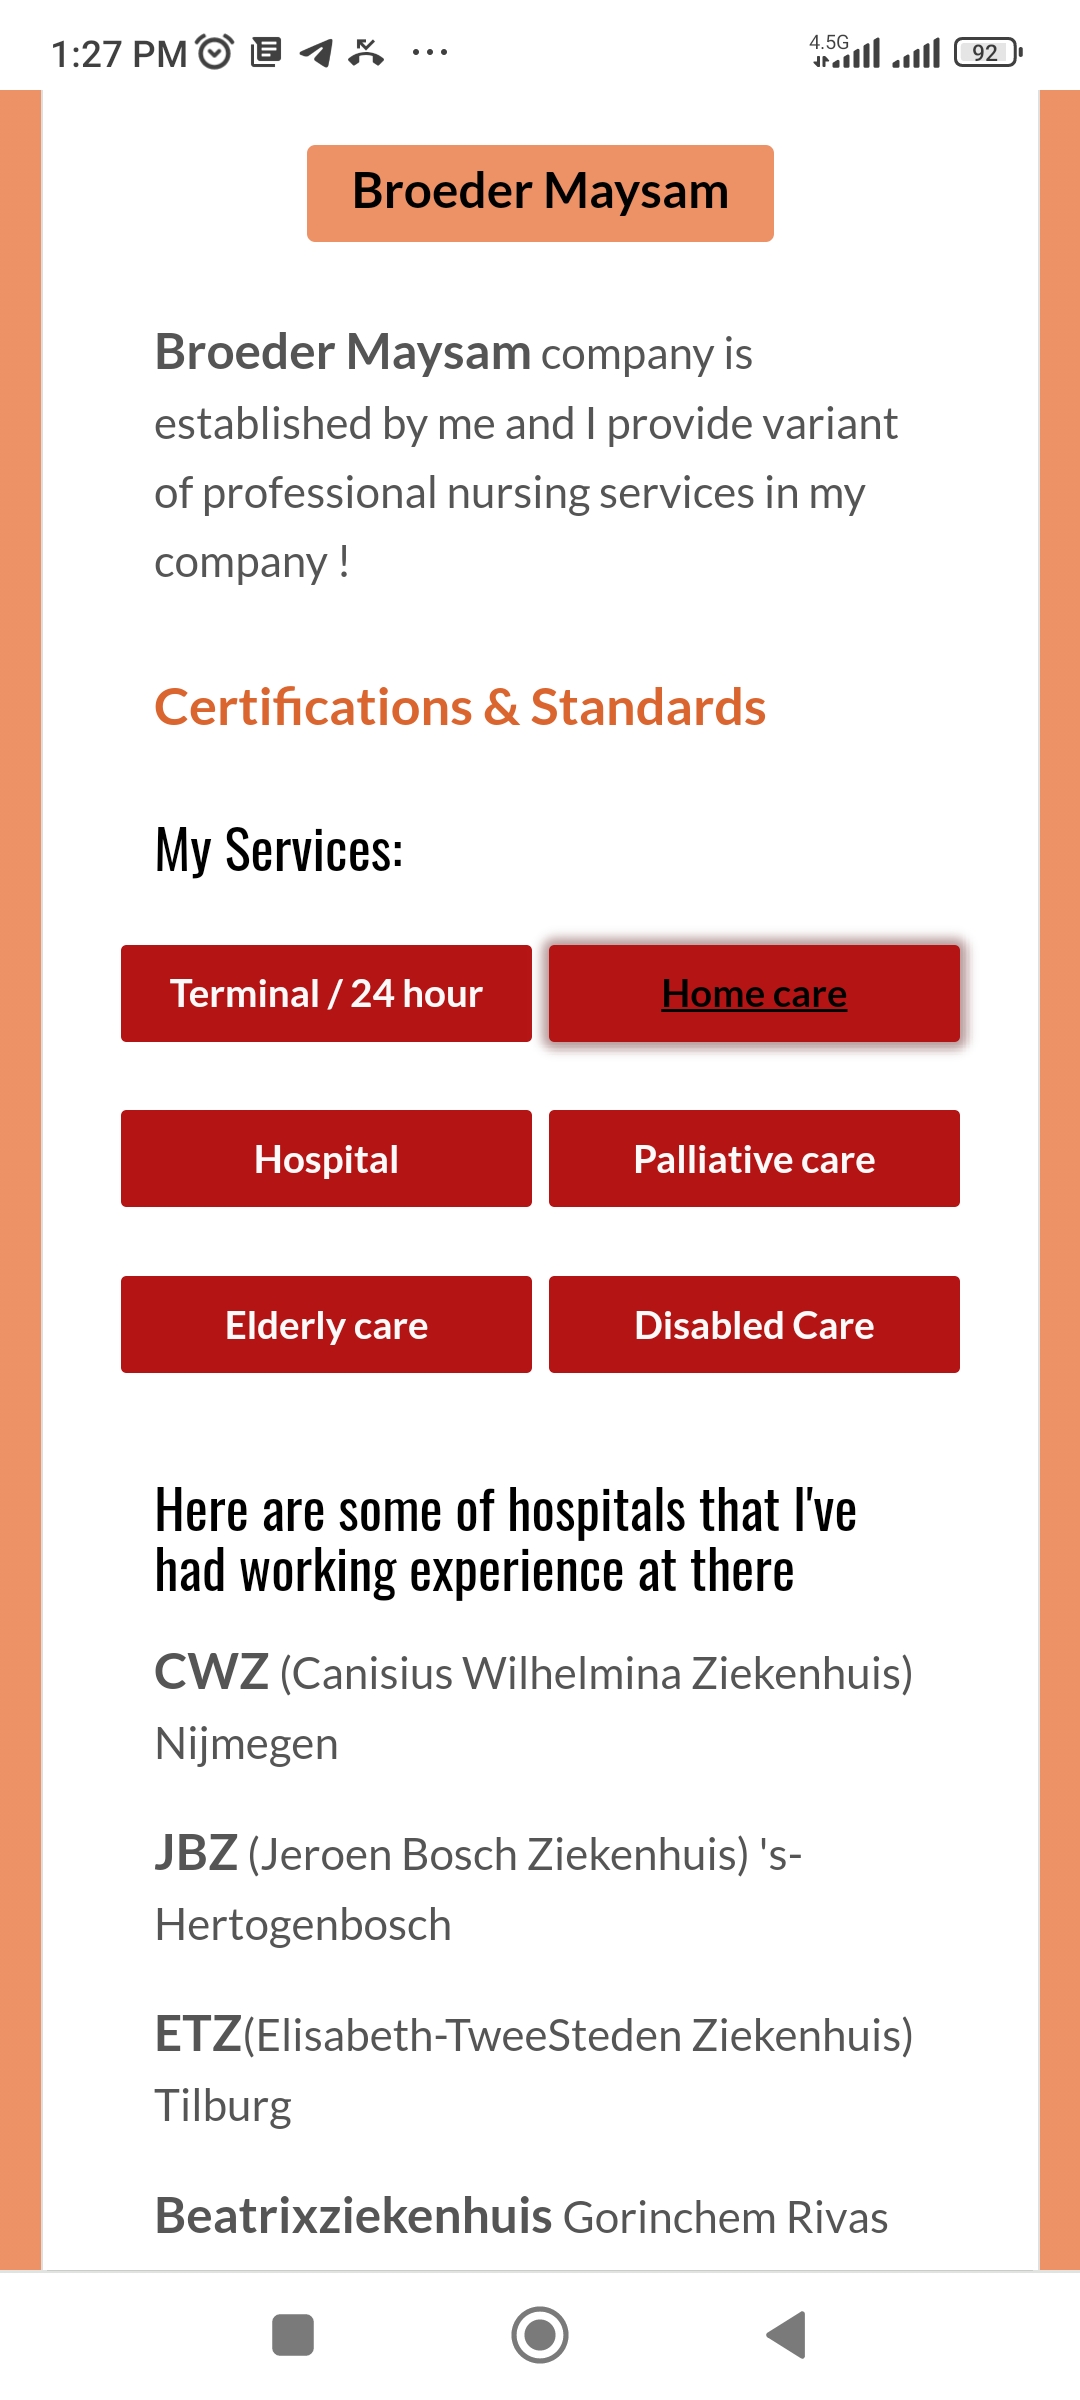 1:27 PM
4.5G
92
Broeder Maysam
Broeder Maysam company is
established by me and I provide variant
of professional nursing services in my
company !
Certifications & Standards
My Services:
Terminal / 24 hour
Home care
Hospital
Palliative care
Elderly care
Disabled Care
Here are some of hospitals that I've
had working experience at there
CWZ (Canisius Wilhelmina Ziekenhuis)
Nijmegen
JBZ (Jeroen Bosch Ziekenhuis) 's-
Hertogenbosch
ETZ(Elisabeth-TweeSteden Ziekenhuis)
Tilburg
Beatrixziekenhuis Gorinchem Rivas